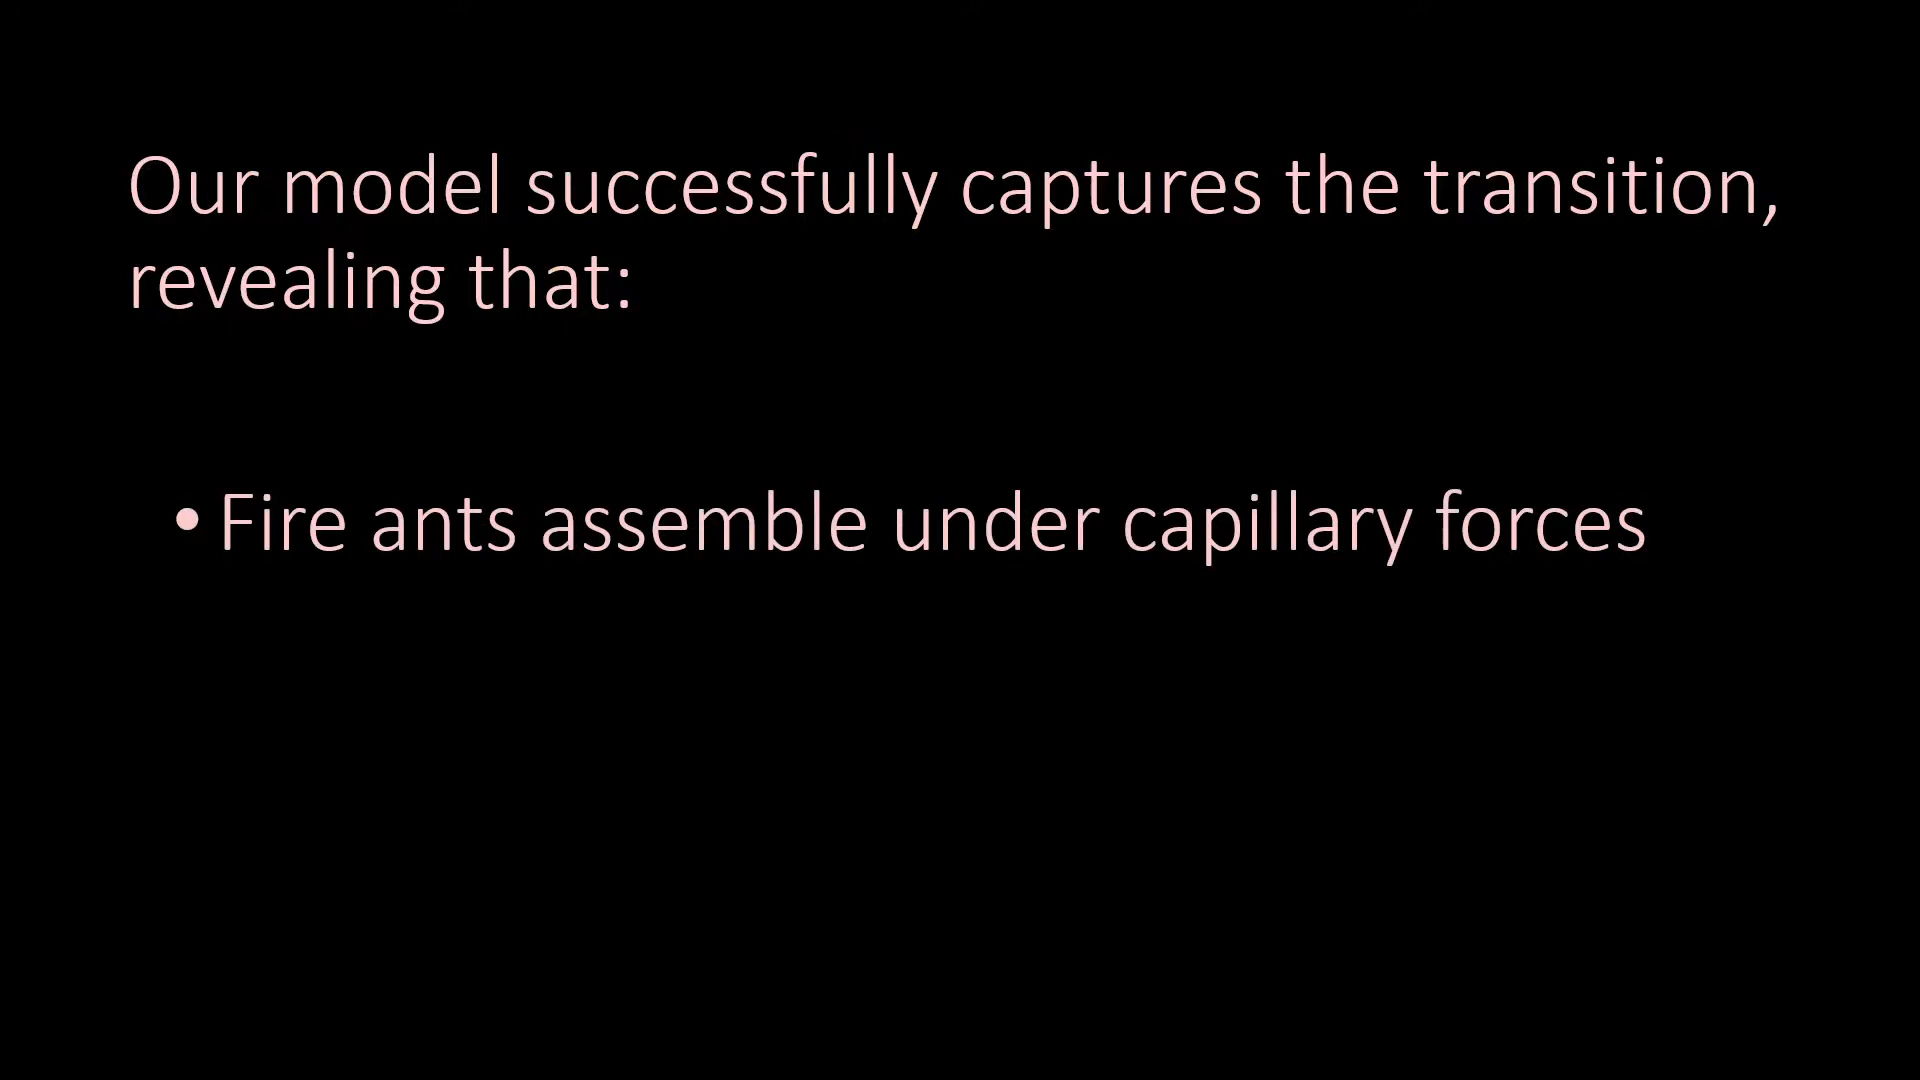 Our model successfully captures the transition,
revealing that:
• Fire ants assemble under capillary forces